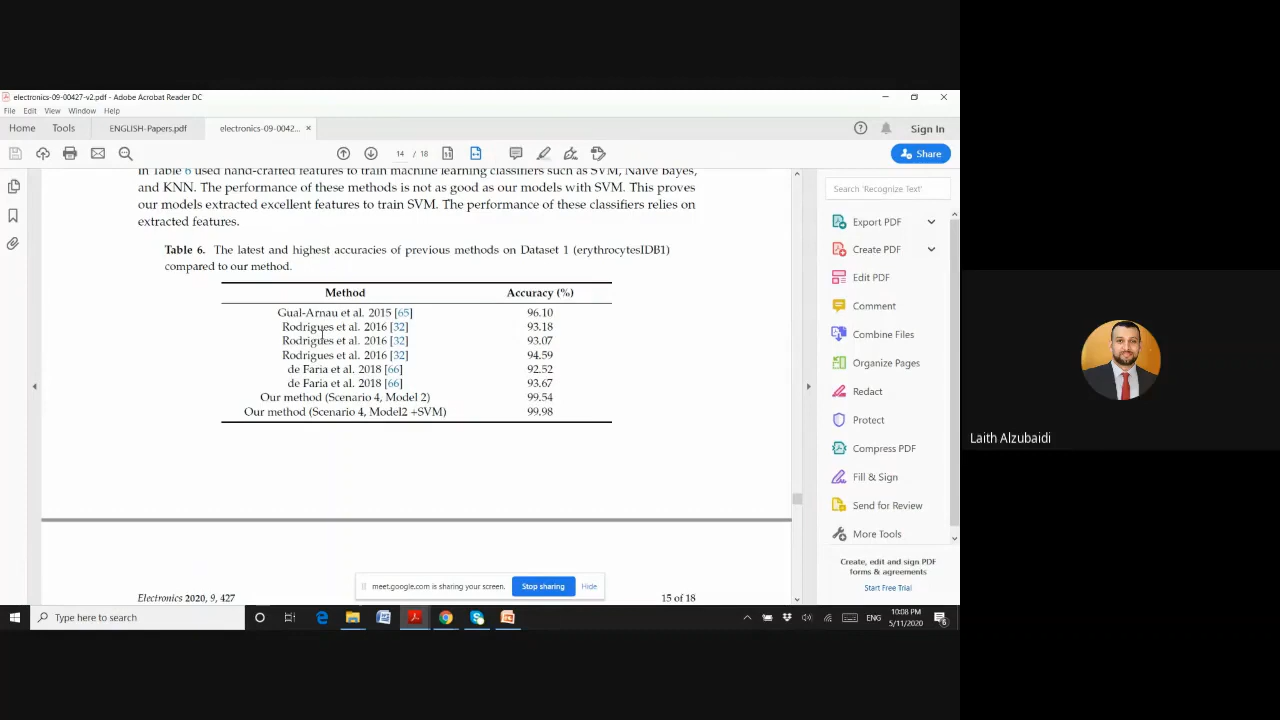 electronics-09-00427-v2.pdf - Adobe Acrobat Reader DC
File Edit View Window Help
Home Tools ENGLISH-Papers.pdf electronics-09-0042... × Sign In
14 / 18 Share
in Table 6 used hand-crafted features to train machine learning classifiers such as SVM, Naïve Bayes,
and KNN. The performance of these methods is not as good as our models with SVM. This proves
our models extracted excellent features to train SVM. The performance of these classifiers relies on
extracted features.
Table 6. The latest and highest accuracies of previous methods on Dataset 1 (erythrocytesIDB1)
compared to our method.
Method Accuracy (%)
Gual-Arnau et al. 2015 [65] 96.10
Rodrigues et al. 2016 [32] 93.18
Rodrigues et al. 2016 [32] 93.07
Rodrigues et al. 2016 [32] 94.59
de Faria et al. 2018 [66] 92.52
de Faria et al. 2018 [66] 93.67
Our method (Scenario 4, Model 2) 99.54
Our method (Scenario 4, Model2 +SVM) 99.98
Electronics 2020, 9, 427 15 of 18
meet.google.com is sharing your screen. Stop sharing Hide
Search 'Recognize Text'
Export PDF
Create PDF
Edit PDF
Comment
Combine Files
Organize Pages
Redact
Protect
Compress PDF
Fill & Sign
Send for Review
More Tools
Create, edit and sign PDF
forms & agreements
Start Free Trial
Laith Alzubaidi
Type here to search
ENG
10:08 PM
5/11/2020
6